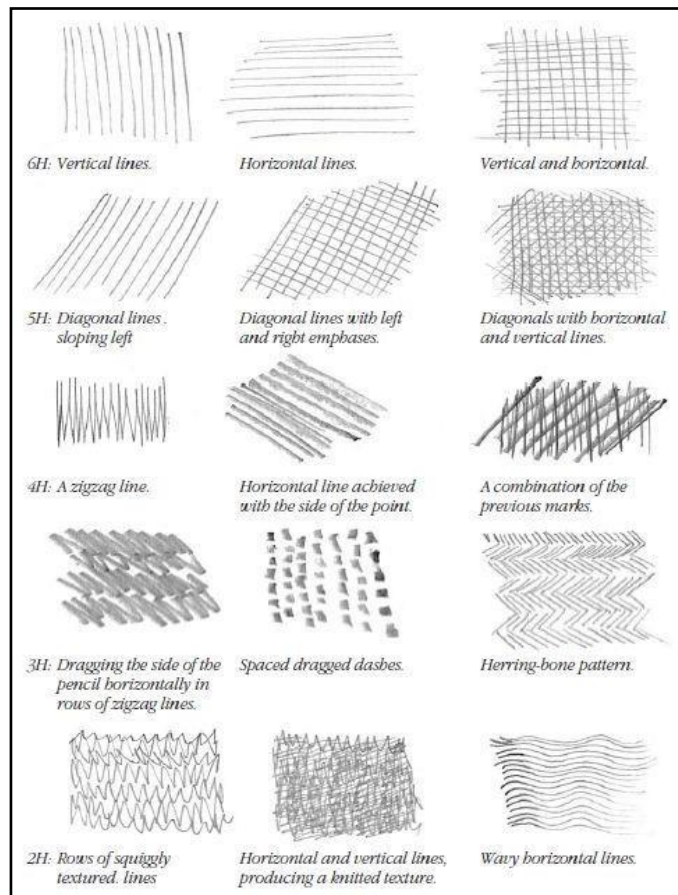 6H: Vertical lines.
Horizontal lines.
Vertical and horizontal.
5H: Diagonal lines .
sloping left
Diagonal lines with left
and right emphases.
Diagonals with horizontal
and vertical lines.
4H: A zigzag line.
Horizontal line achieved
with the side of the point.
A combination of the
previous marks.
3H: Dragging the side of the
pencil horizontally in
rows of zigzag lines.
Spaced dragged dashes.
Herring-bone pattern.
2H: Rows of squiggly
textured. lines
Horizontal and vertical lines,
producing a knitted texture.
Wavy horizontal lines.